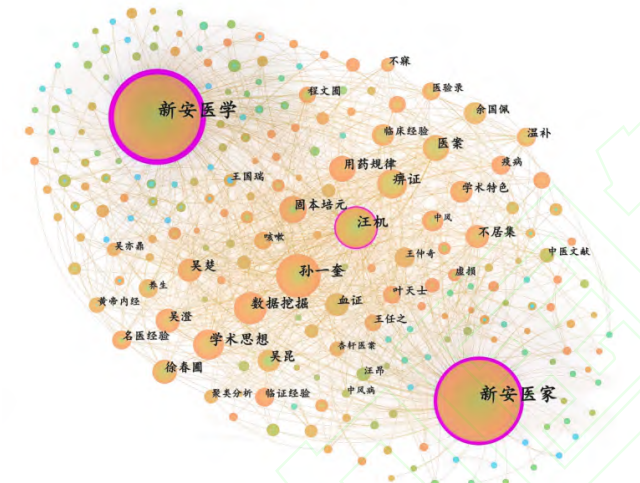 不寐
医验录
程文囿
新安医学
余国佩
临床经验
温补
医案
用药规律
痰病
王国瑞
痹证
学术特色
固本培元
汪机
中风
不居集
吴亦鼎
咳嗽
王仲奇
中医文献
吴楚
孙一奎
虚损
养生
叶天士
黄帝内经
数据挖掘
血证
吴澄
王任之
名医经验
学术思想
杏轩医案
吴昆
徐春圃
汪昂
聚类分析
临证经验
中风病
新安医家